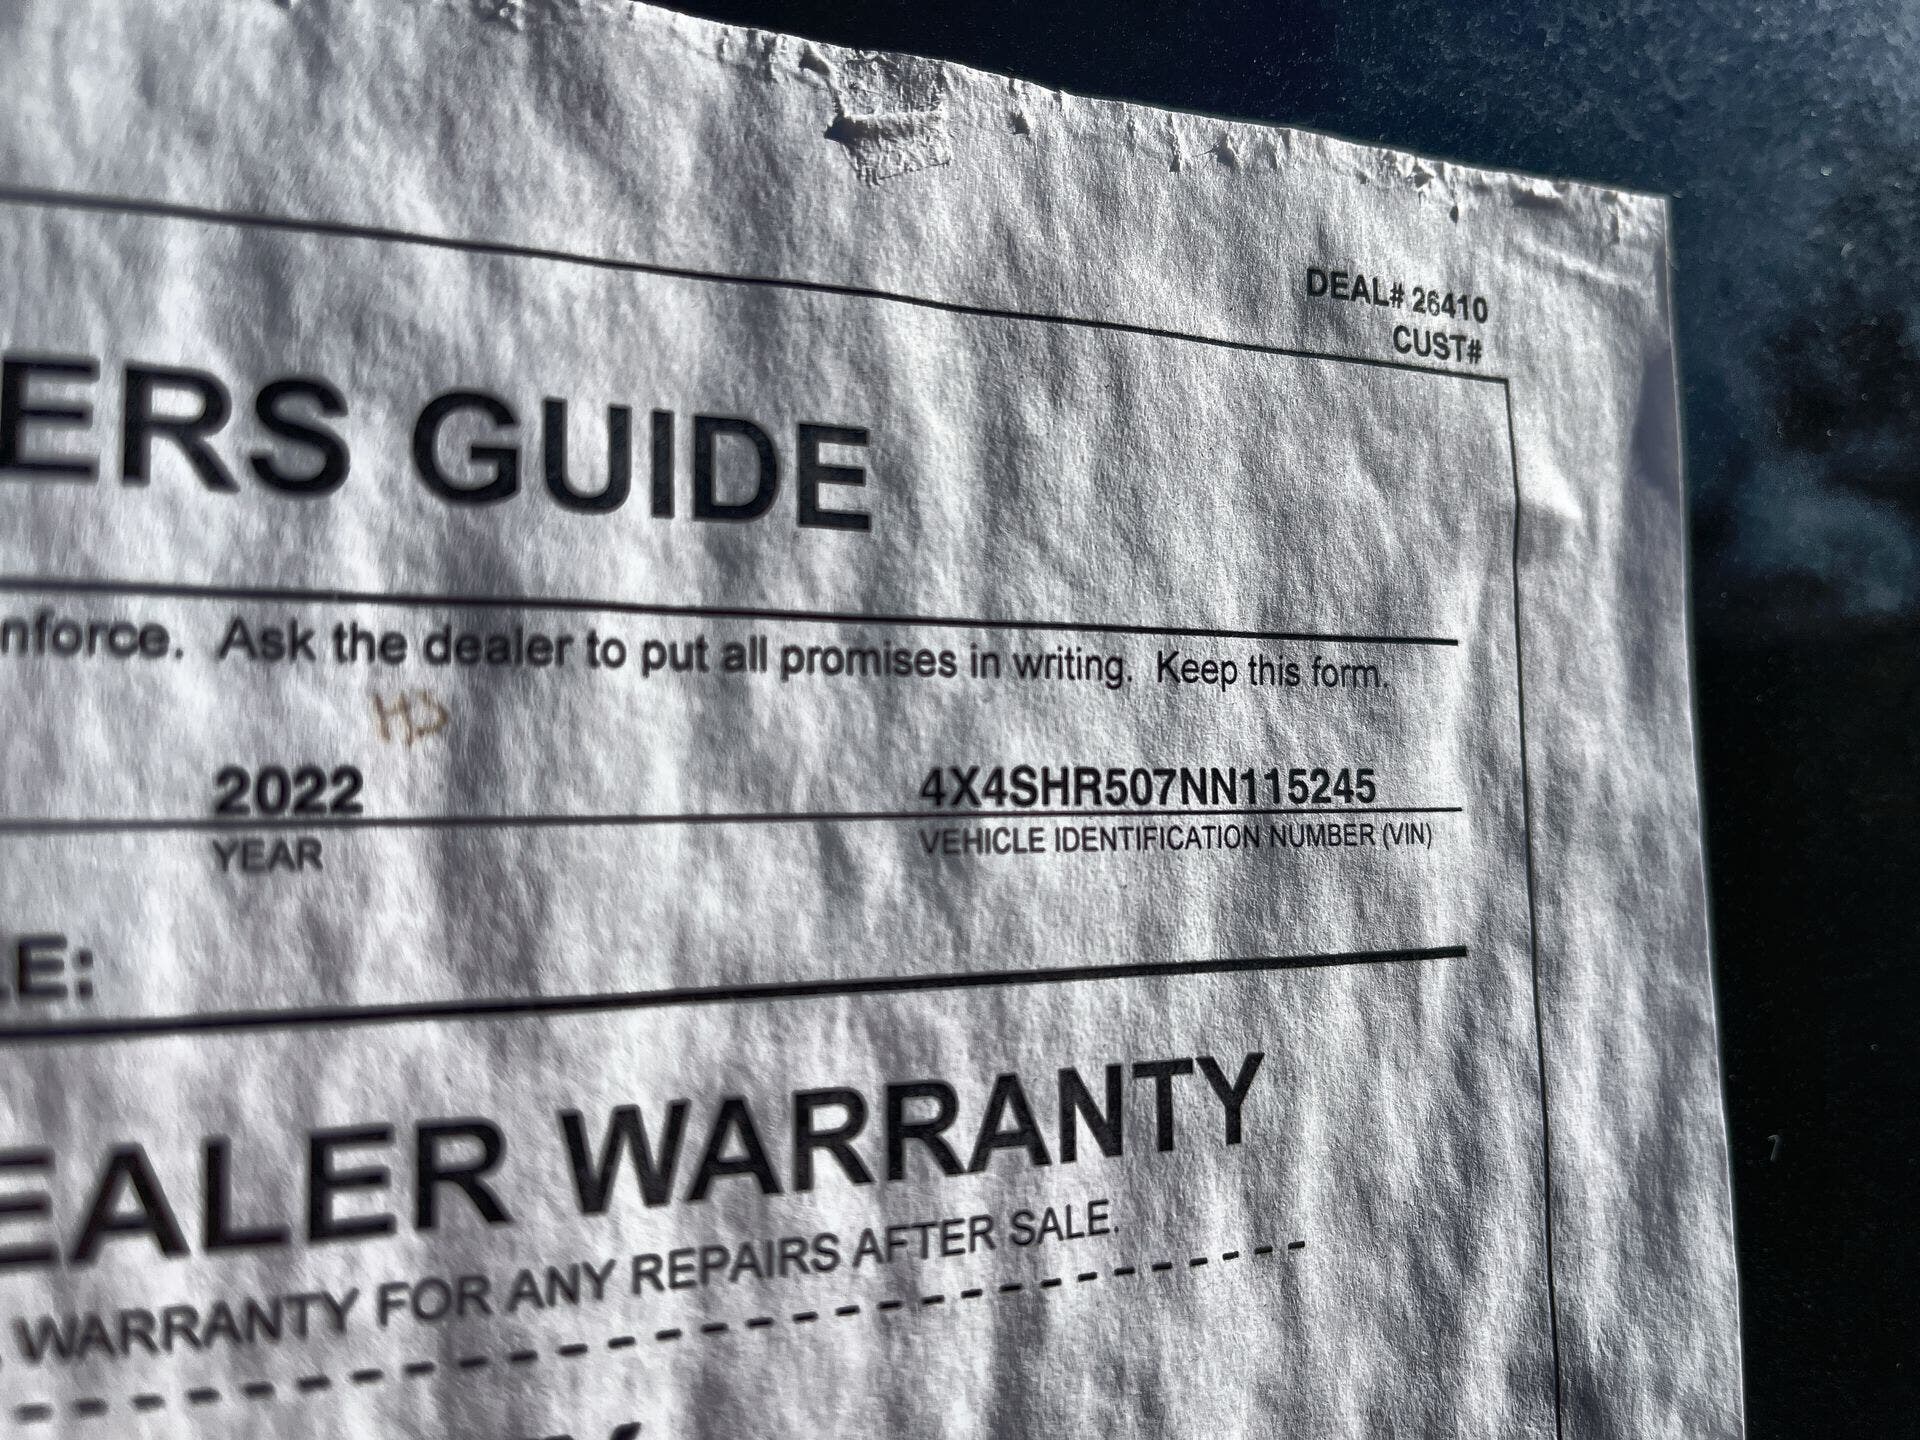 DEAL# 26410
CUST#
ERS GUIDE
nforce. Ask the dealer to put all promises in writing. Keep this form.
2022 4X4SHR507NN115245
YEAR VEHICLE IDENTIFICATION NUMBER (VIN)
LE:
EALER WARRANTY
WARRANTY FOR ANY REPAIRS AFTER SALE.